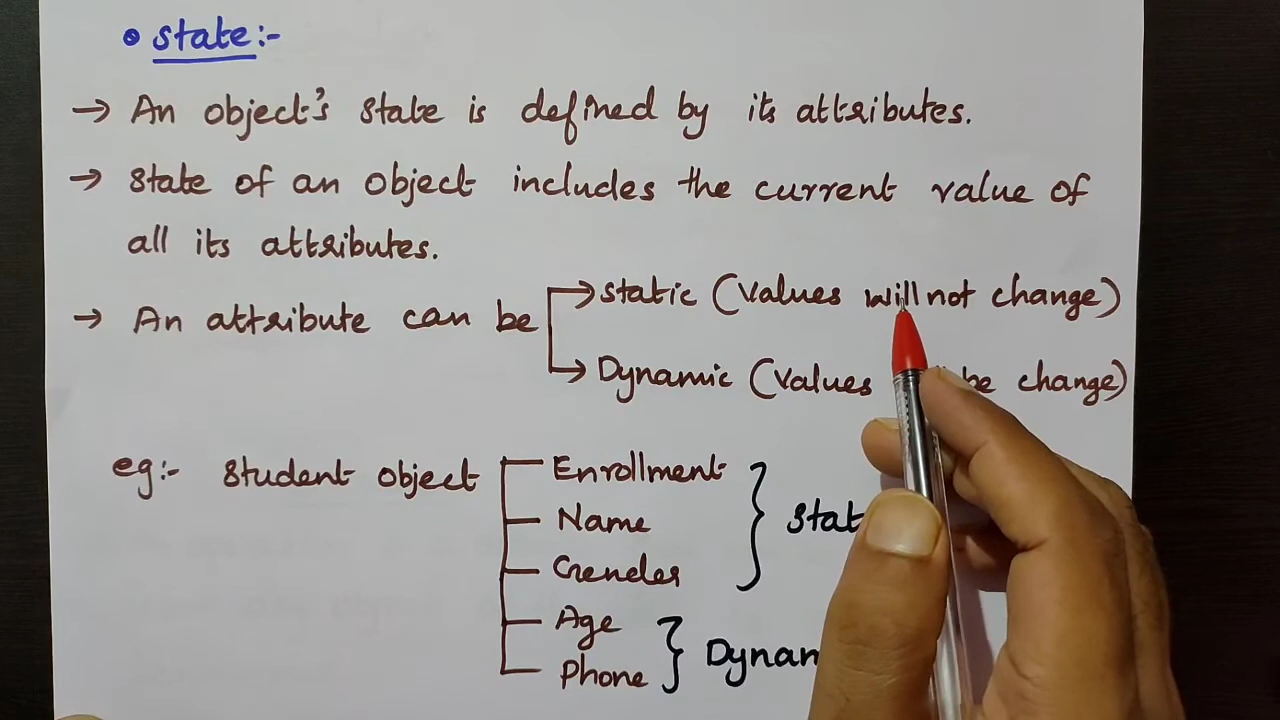 • State:-
→ An object's state is defined by its attributes.
→ State of an object includes the current value of
all its attributes.
→ An attribute can be
→ static (values will not change)
→ Dynamic (values be change)
eg:- Student object
Enrollment
Name
Gender
Age
Phone